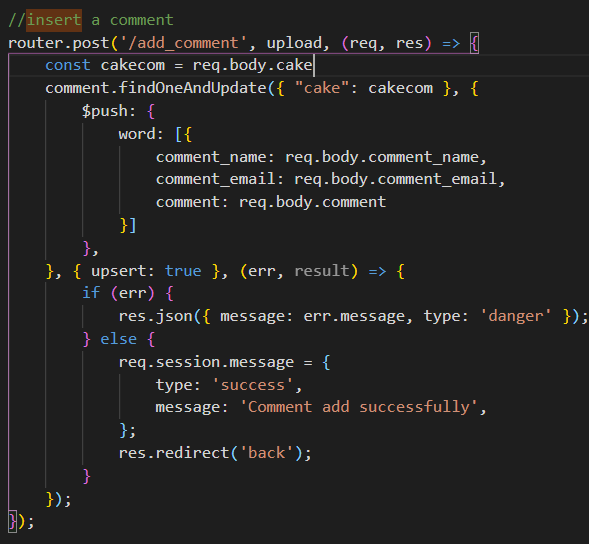 //insert a comment
router.post('/add_comment', upload, (req, res) => {
    const cakecom = req.body.cake
    comment.findOneAndUpdate({ "cake": cakecom }, {
        $push: {
            word: [{
                comment_name: req.body.comment_name,
                comment_email: req.body.comment_email,
                comment: req.body.comment
            }]
        },
    }, { upsert: true }, (err, result) => {
        if (err) {
            res.json({ message: err.message, type: 'danger' });
        } else {
            req.session.message = {
                type: 'success',
                message: 'Comment add successfully',
            };
            res.redirect('back');
        }
    });
});